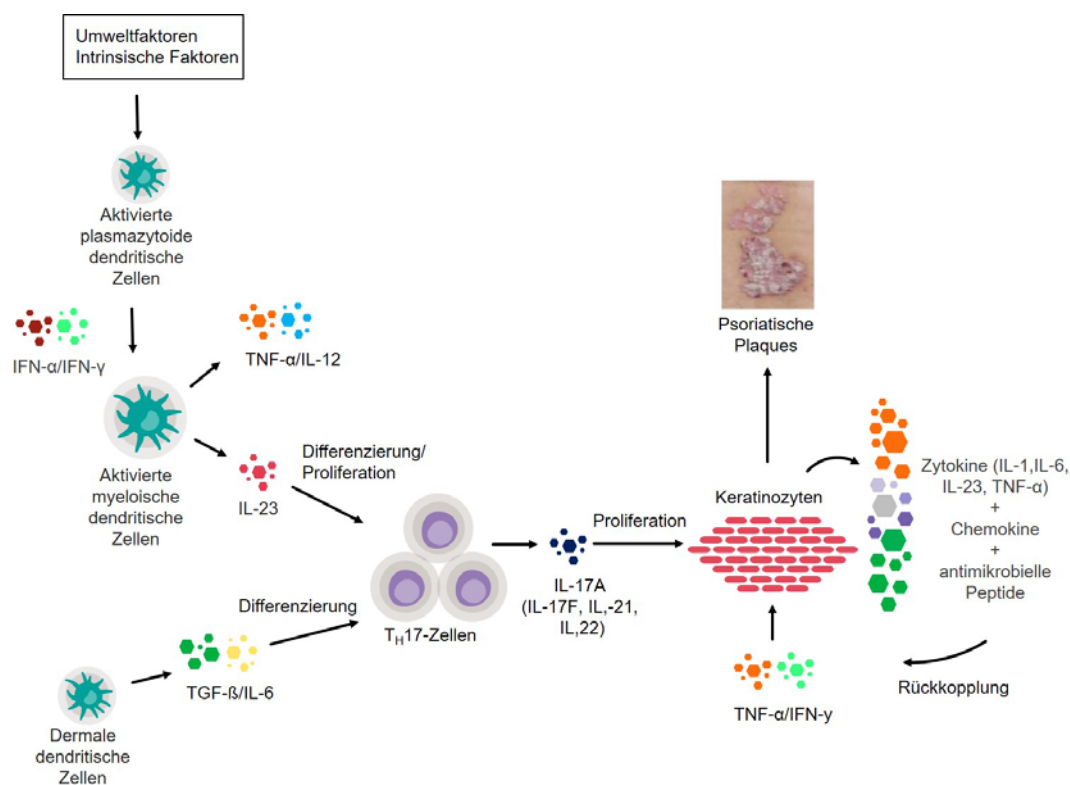 Umweltfaktoren
Intrinsische Faktoren
Aktivierte
plasmazytoide
dendritische
Zellen
IFN-α/IFN-γ
TNF-α/IL-12
Aktivierte
myeloische
dendritische
Zellen
IL-23
Differenzierung/
Proliferation
Differenzierung
TGF-ß/IL-6
Dermale
dendritische
Zellen
TH17-Zellen
IL-17A
(IL-17F, IL,-21,
IL,22)
Proliferation
Psoriatische
Plaques
Keratinozyten
TNF-α/IFN-y
Zytokine (IL-1,IL-6,
IL-23, TNF-α)
+
Chemokine
+
antimikrobielle
Peptide
Rückkopplung